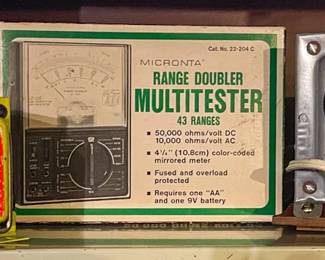 Cat. No. 22-204 C
MICRONTA
RANGE DOUBLER
MULTITESTER
43 RANGES
■ 50,000 ohms/volt DC
10,000 ohms/volt AC
■ 4¼" (10.8cm) color-coded
mirrored meter
■ Fused and overload
protected
■ Requires one "AA"
and one 9V battery